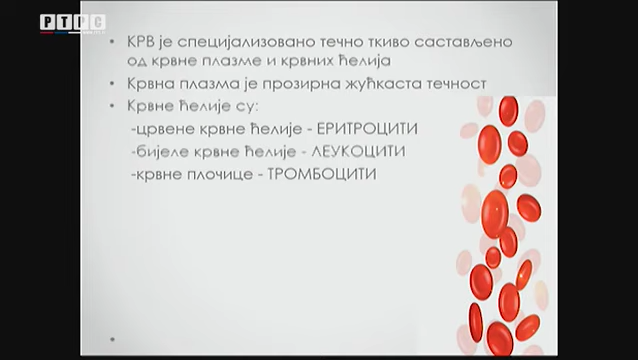 РТРС
• КРВ је специјализовано течно ткиво састављено
од крвне плазме и крвних ћелија
• Крвна плазма је прозирна жућкаста течност
• Крвне ћелије су:
-црвене крвне ћелије - ЕРИТРОЦИТИ
-бијеле крвне ћелије - ЛЕУКОЦИТИ
-крвне плочице - ТРОМБОЦИТИ